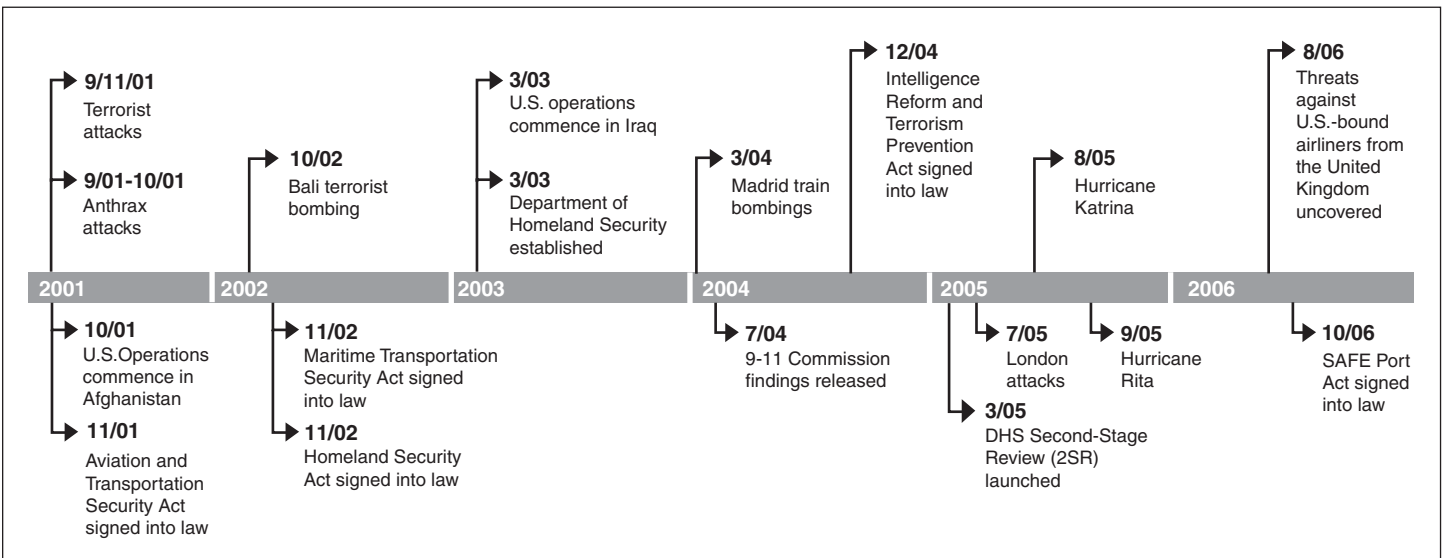 9/11/01
Terrorist
attacks
9/01-10/01
Anthrax
attacks
10/02
Bali terrorist
bombing
3/03
U.S. operations
commence in Iraq
3/03
Department of
Homeland Security
established
3/04
Madrid train
bombings
12/04
Intelligence
Reform and
Terrorism
Prevention
Act signed
into law
8/05
Hurricane
Katrina
8/06
Threats
against
U.S.-bound
airliners from
the United
Kingdom
uncovered
2001
2002
2003
2004
2005
2006
10/01
U.S.Operations
commence in
Afghanistan
11/01
Aviation and
Transportation
Security Act
signed into law
11/02
Maritime Transportation
Security Act signed
into law
11/02
Homeland Security
Act signed into law
7/04
9-11 Commission
findings released
7/05
London
attacks
3/05
DHS Second-Stage
Review (2SR)
launched
9/05
Hurricane
Rita
10/06
SAFE Port
Act signed
into law